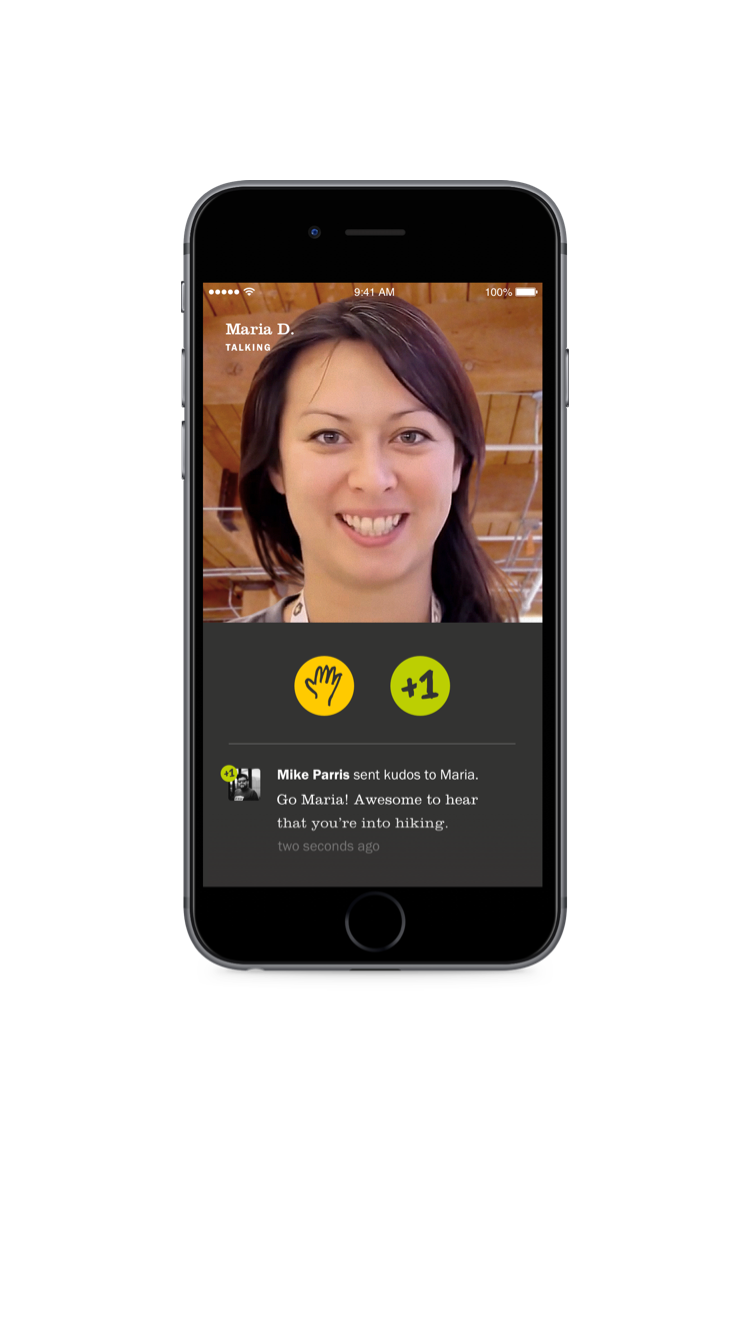 9:41 AM
100%
Maria D.
TALKING
+1
+1
Mike Parris sent kudos to Maria.
Go Maria! Awesome to hear
that you’re into hiking.
two seconds ago